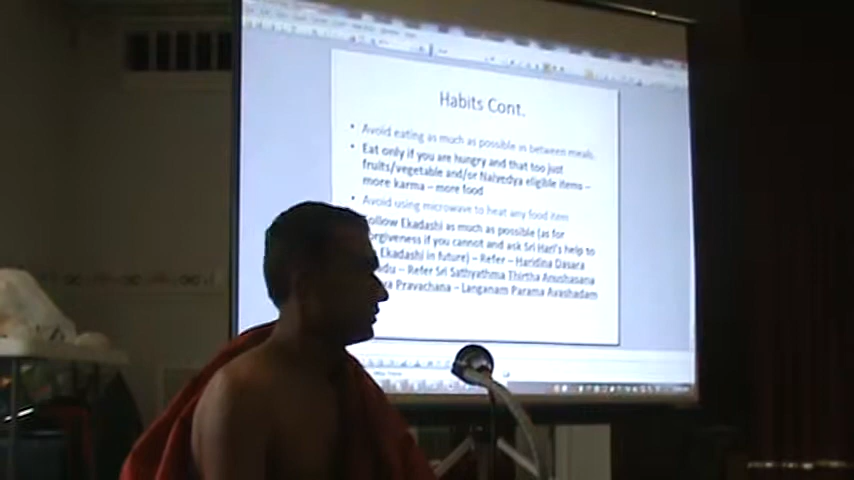 Habits Cont.
• Avoid eating as much as possible in between meals.
• Eat only if you are hungry and that too just
fruits/vegetable and/or Naivedya eligible items –
more karma – more food
• Avoid using microwave to heat any food item
Follow Ekadashi as much as possible (as for
forgiveness if you cannot and ask Sri Hari's help to
Ekadashi in future) – Refer – Haridina Dasara
– Refer Sri Sathyathma Thirtha Anushasana
Pravachana – Langanam Parama Avashadam